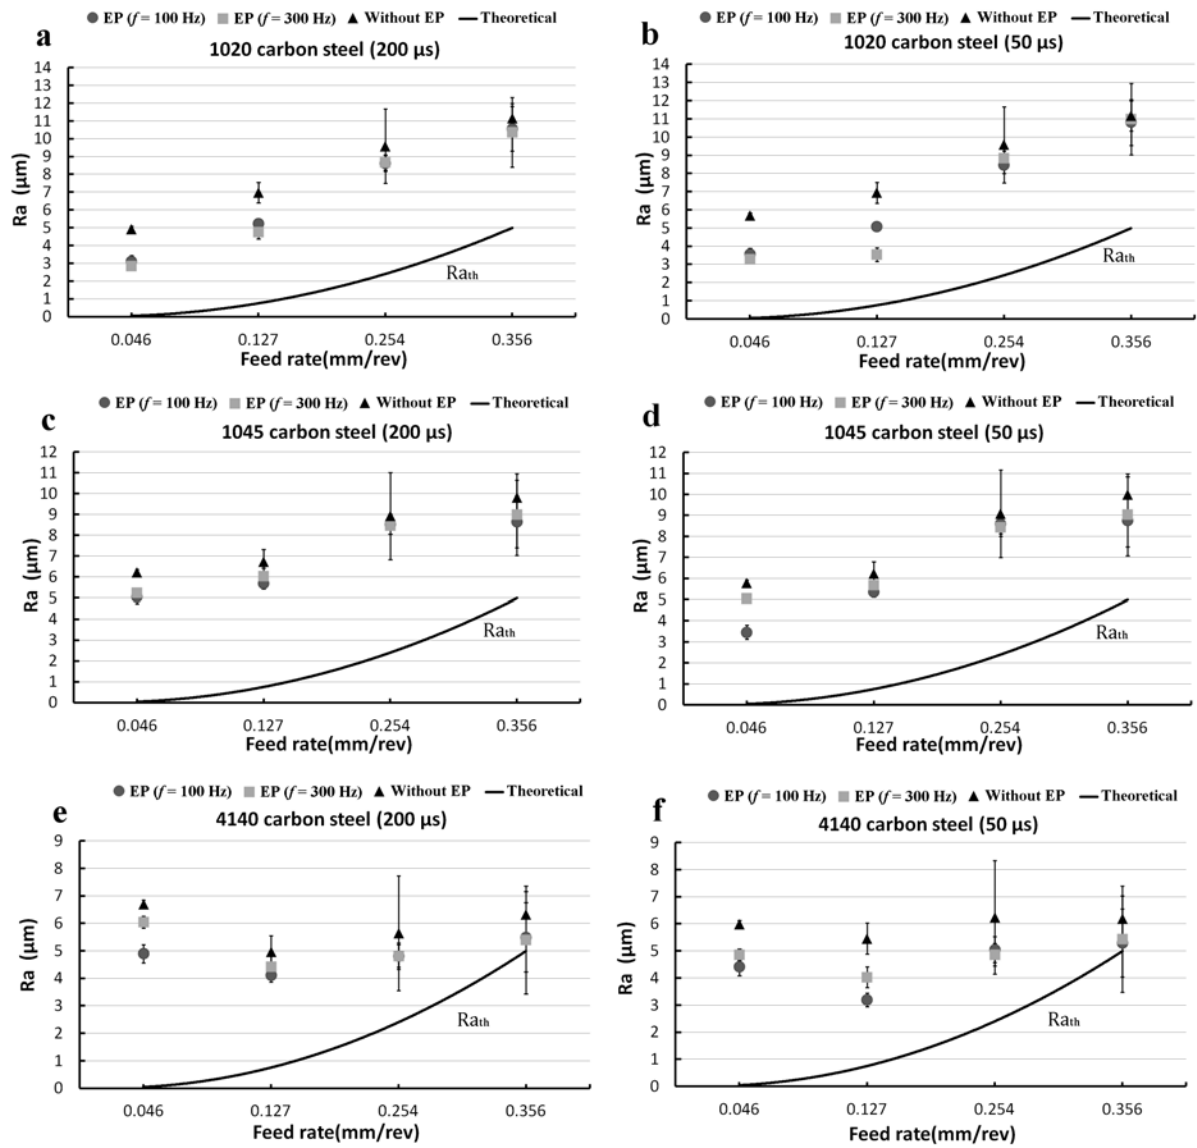 EP (f = 100 Hz) EP (f = 300 Hz) Without EP Theoretical
a
1020 carbon steel (200 μs)
14
13
12
11
10
9
8
7
6
5
4
3
2
1
0
Ra (μm)
Rath
0.046 0.127 0.254 0.356
Feed rate(mm/rev)
EP (f = 100 Hz) EP (f = 300 Hz) Without EP Theoretical
b
1020 carbon steel (50 μs)
14
13
12
11
10
9
8
7
6
5
4
3
2
1
0
Ra (μm)
Rath
0.046 0.127 0.254 0.356
Feed rate(mm/rev)
EP (f = 100 Hz) EP (f = 300 Hz) Without EP Theoretical
c
1045 carbon steel (200 μs)
12
11
10
9
8
7
6
5
4
3
2
1
0
Ra (μm)
Rath
0.046 0.127 0.254 0.356
Feed rate(mm/rev)
EP (f = 100 Hz) EP (f = 300 Hz) Without EP Theoretical
d
1045 carbon steel (50 μs)
12
11
10
9
8
7
6
5
4
3
2
1
0
Ra (μm)
Rath
0.046 0.127 0.254 0.356
Feed rate(mm/rev)
EP (f = 100 Hz) EP (f = 300 Hz) Without EP Theoretical
e
4140 carbon steel (200 μs)
9
8
7
6
5
4
3
2
1
0
Ra (μm)
Rath
0.046 0.127 0.254 0.356
Feed rate(mm/rev)
EP (f = 100 Hz) EP (f = 300 Hz) Without EP Theoretical
f
4140 carbon steel (50 μs)
9
8
7
6
5
4
3
2
1
0
Ra (μm)
Rath
0.046 0.127 0.254 0.356
Feed rate(mm/rev)